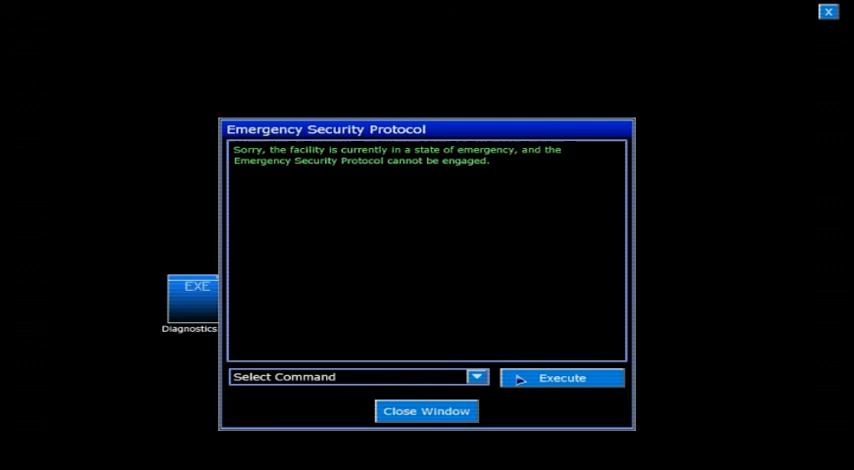 X
Emergency Security Protocol
Sorry, the facility is currently in a state of emergency, and the
Emergency Security Protocol cannot be engaged.
EXE
Diagnostics
Select Command
Execute
Close Window